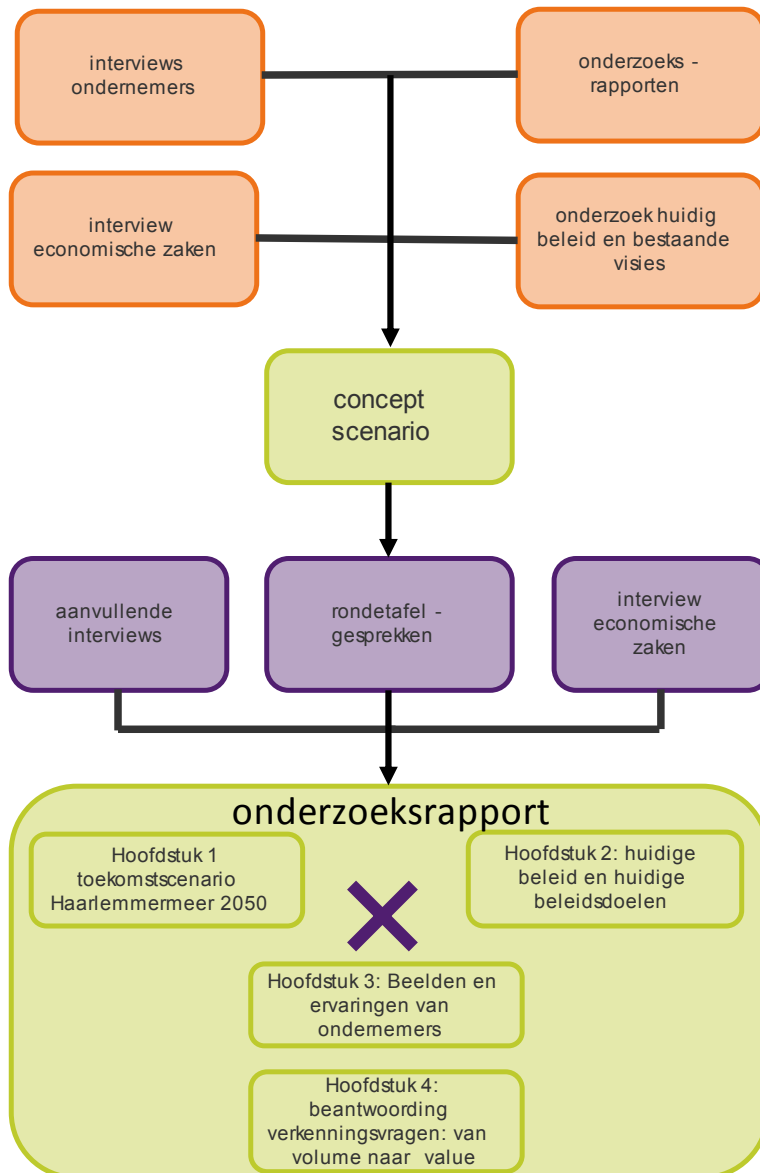 interviews
ondernemers
onderzoeks -
rapporten
interview
economische zaken
onderzoek huidig
beleid en bestaande
visies
concept
scenario
aanvullende
interviews
rondetafel -
gesprekken
interview
economische
zaken
onderzoeksrapport
Hoofdstuk 1
toekomstscenario
Haarlemmermeer 2050
Hoofdstuk 2: huidige
beleid en huidige
beleidsdoelen
Hoofdstuk 3: Beelden en
ervaringen van
ondernemers
Hoofdstuk 4:
beantwoording
verkenningsvragen: van
volume naar value